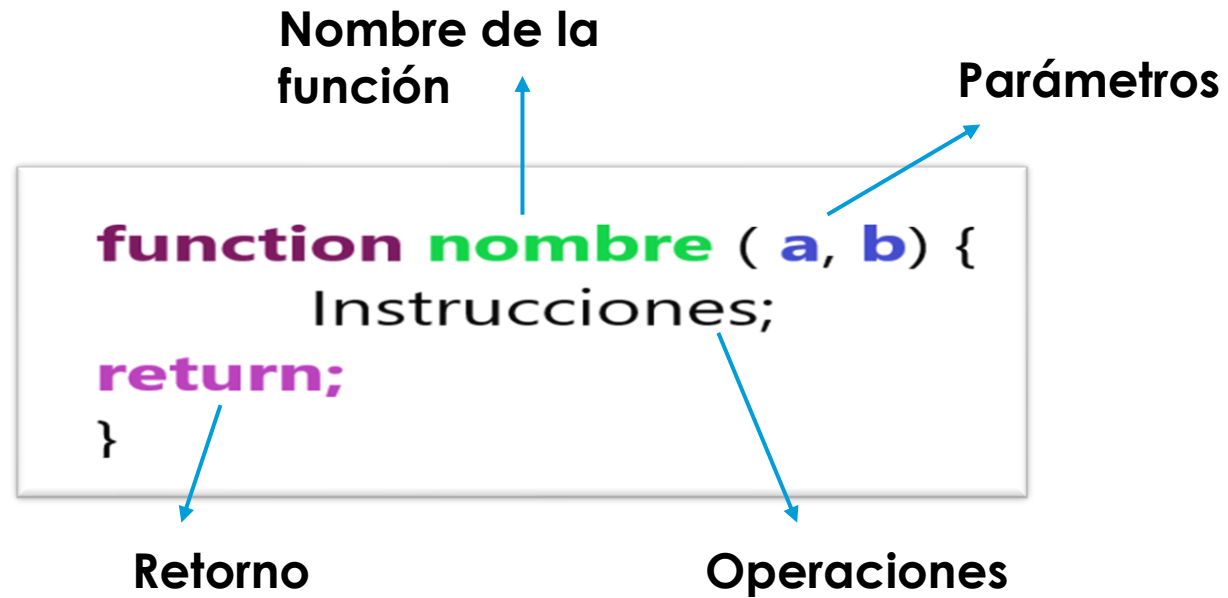 Nombre de la
función
Parámetros
function nombre ( a, b) {
Instrucciones;
return;
}
Retorno
Operaciones